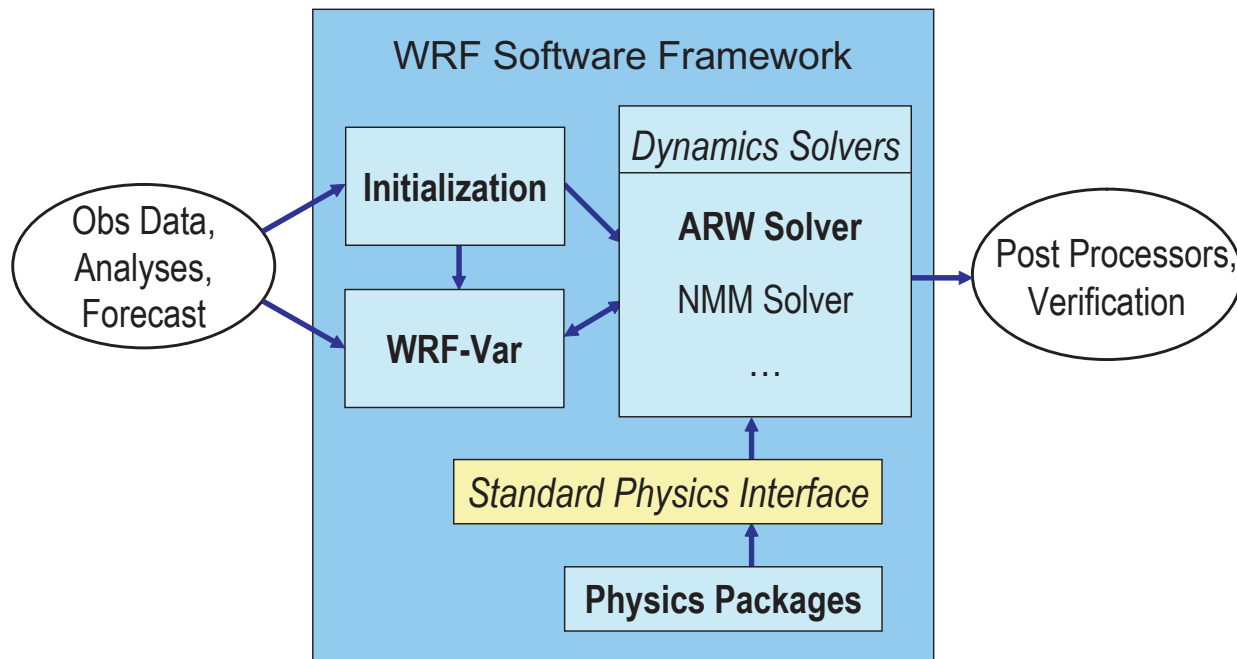 WRF Software Framework
Obs Data,
Analyses,
Forecast
Initialization
WRF-Var
Dynamics Solvers
ARW Solver
NMM Solver
…
Standard Physics Interface
Physics Packages
Post Processors,
Verification